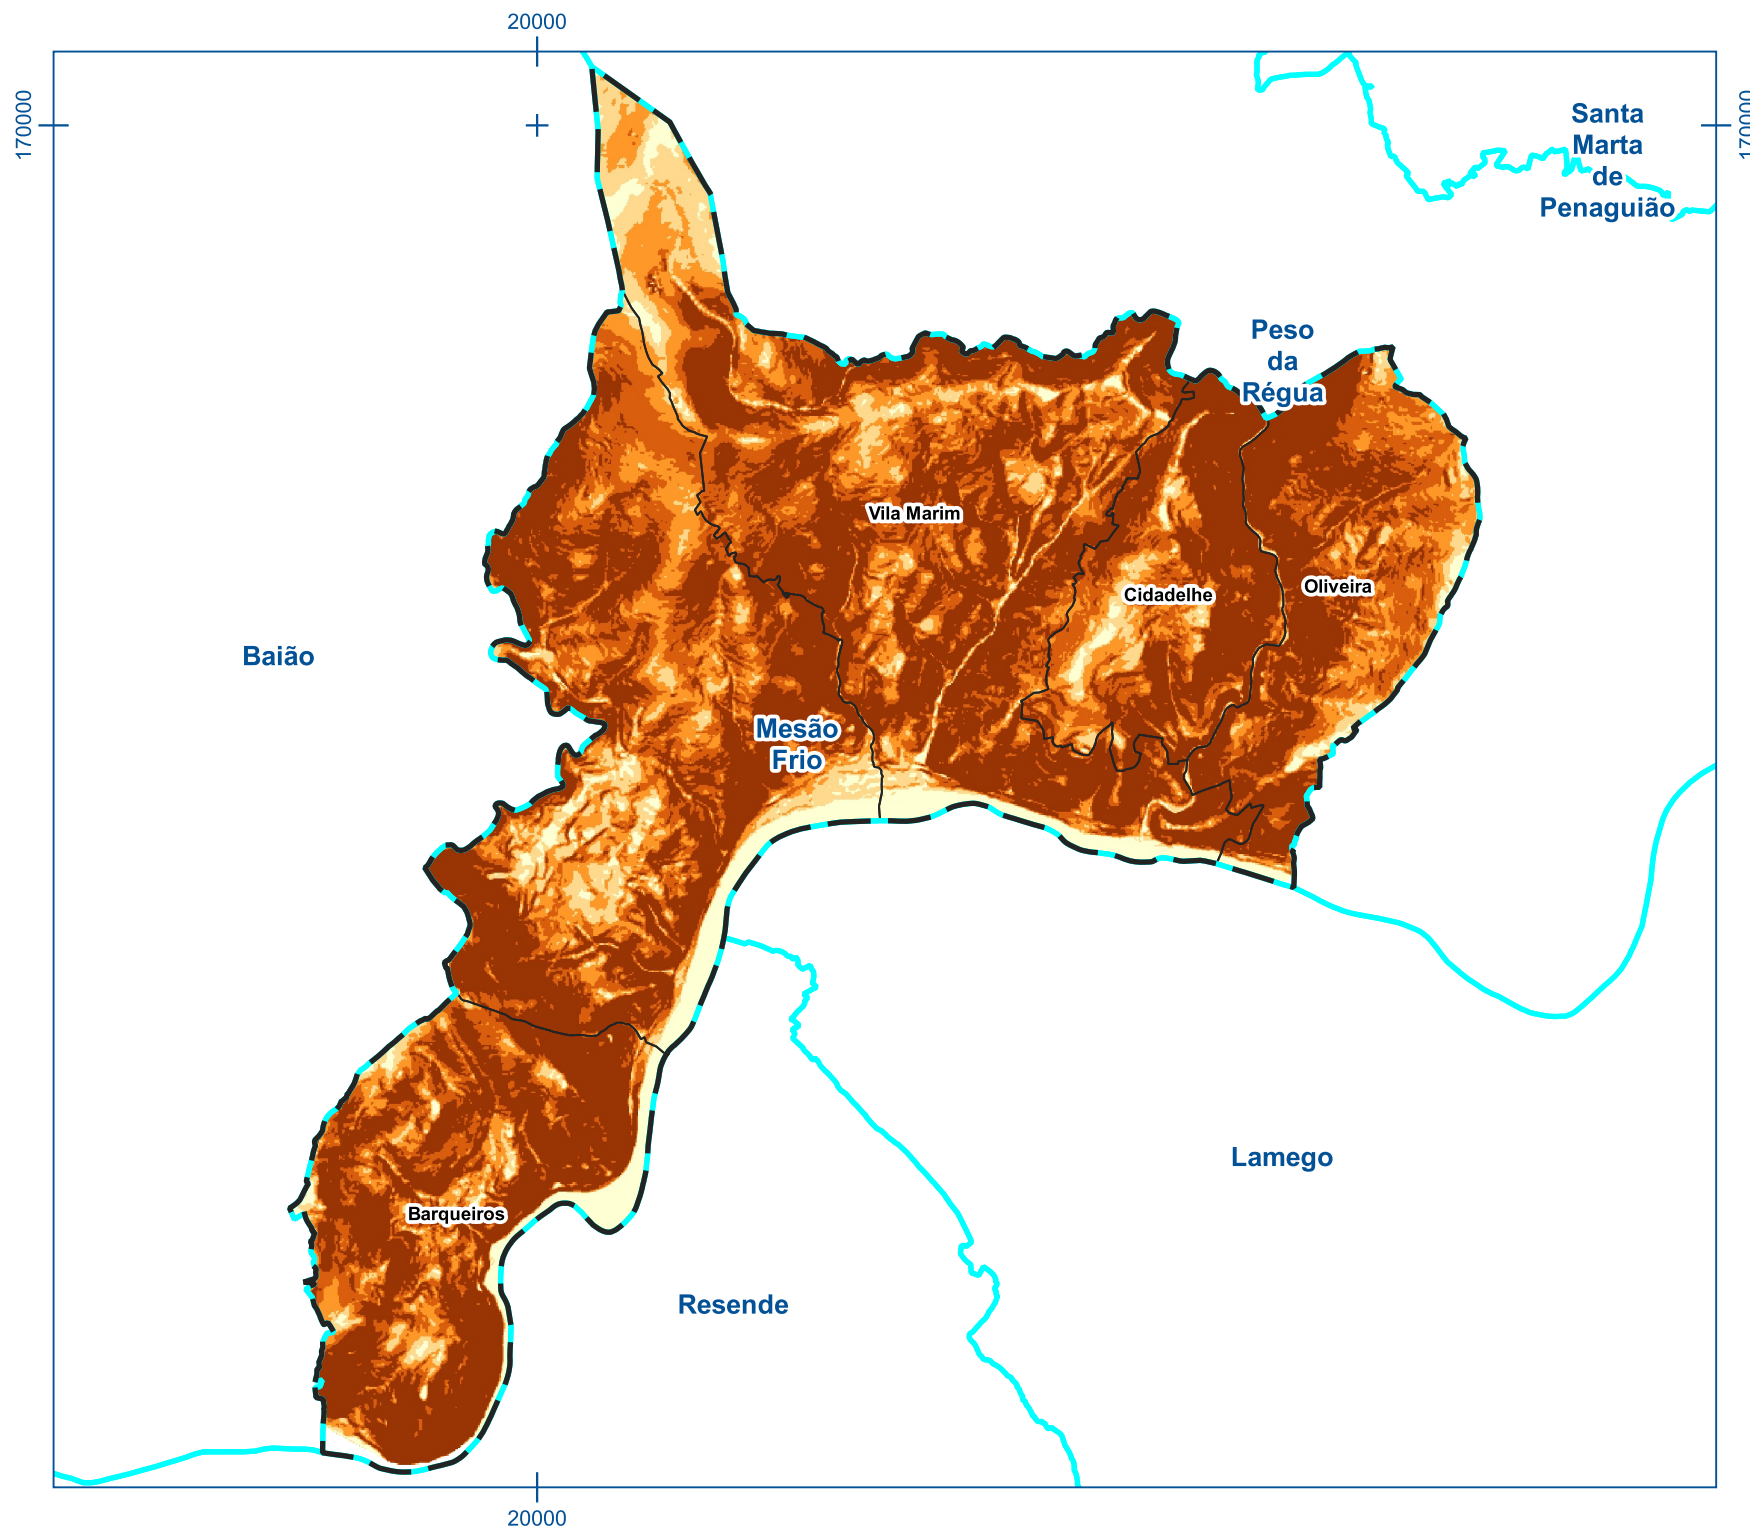 20000
170000
170000
Santa
Marta
de
Penaguião
Peso
da
Régua
Vila Marim
Cidadelhe
Oliveira
Baião
Mesão
Frio
Lamego
Barqueiros
Resende
20000